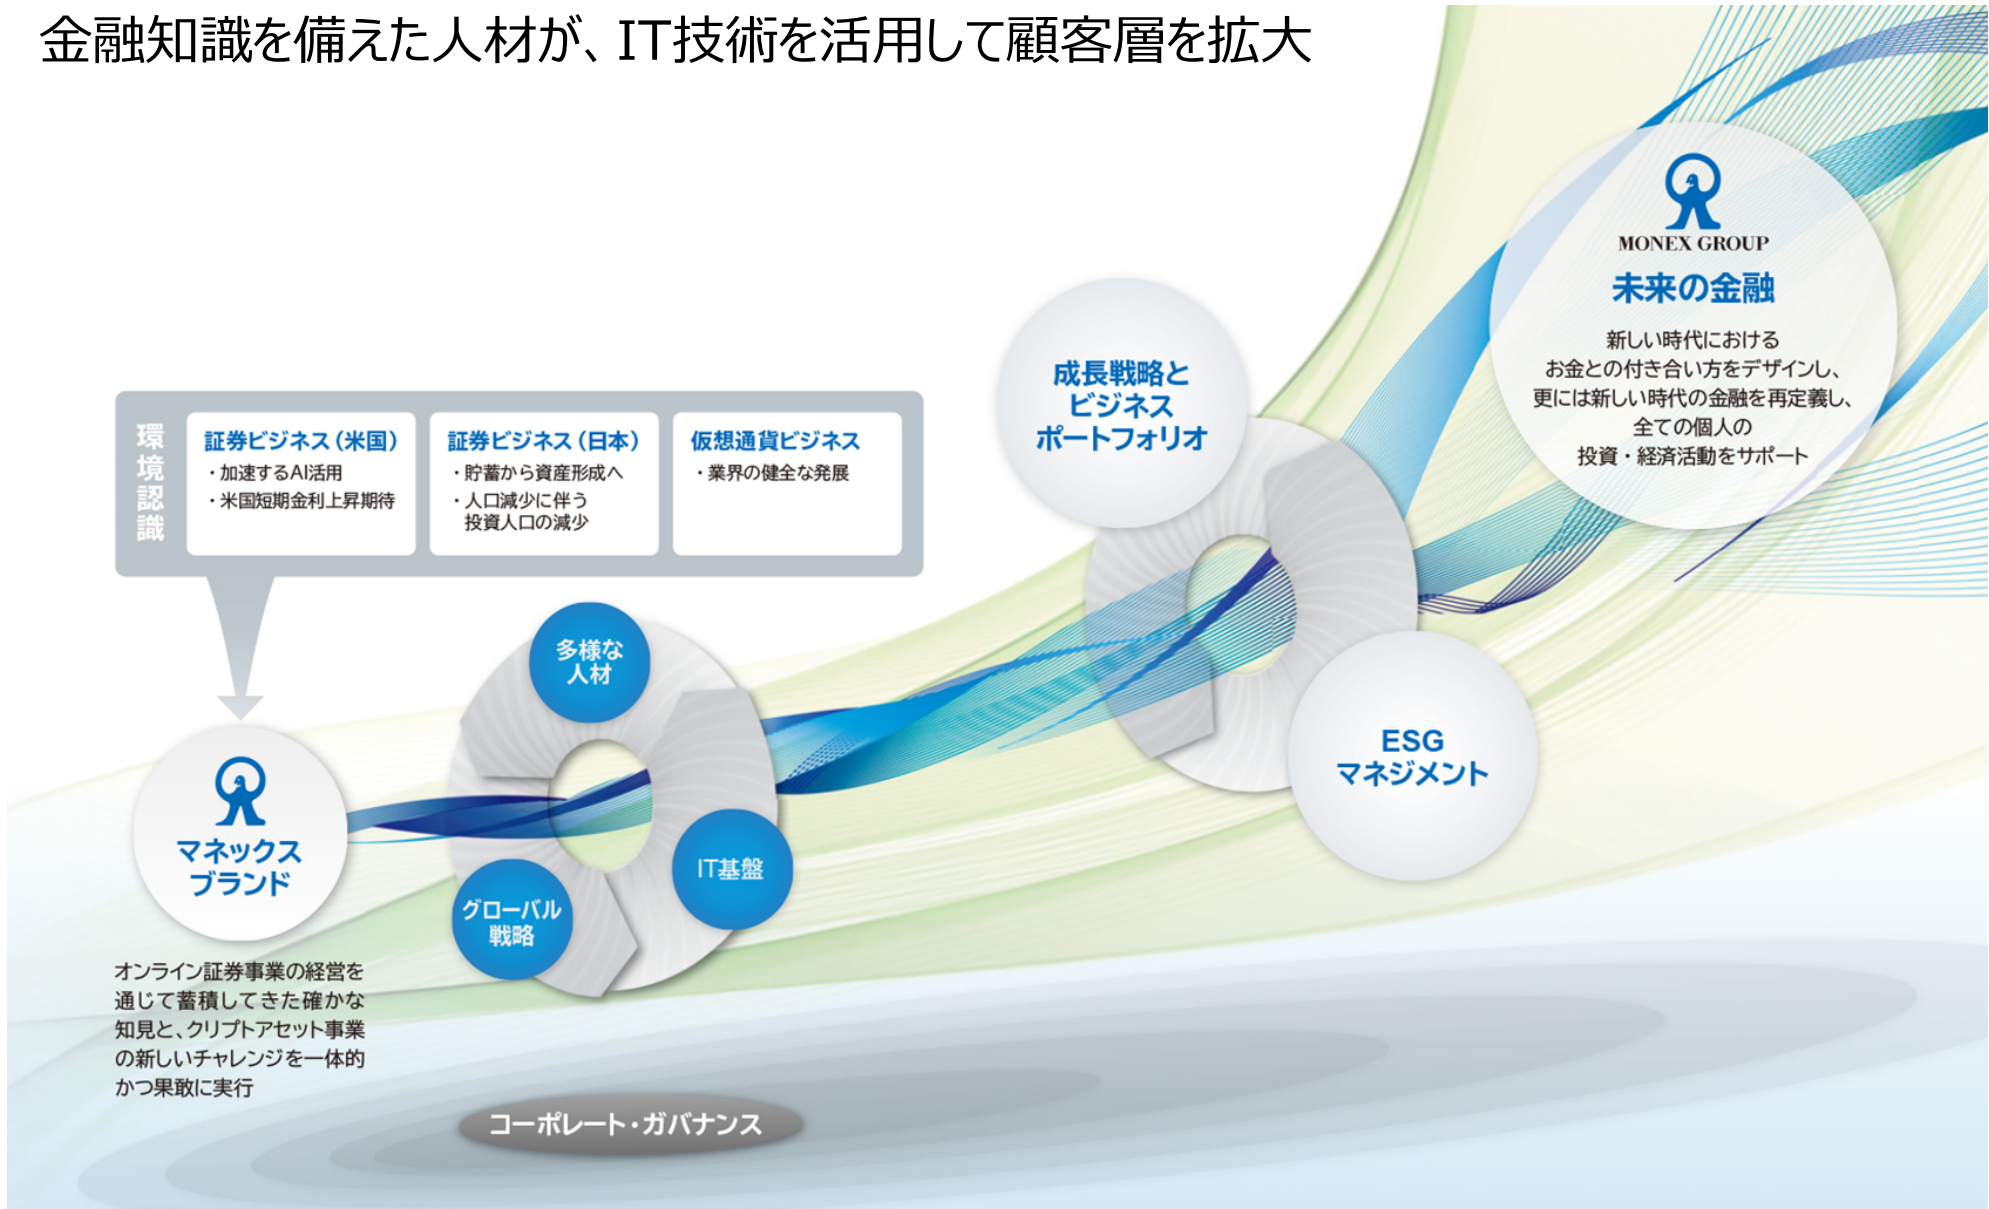 金融知識を備えた人材が、IT技術を活用して顧客層を拡大
MONEX GROUP
未来の金融
新しい時代における
お金との付き合い方をデザインし、
更には新しい時代の金融を再定義し、
全ての個人の
投資・経済活動をサポート
成長戦略と
ビジネス
ポートフォリオ
ESG
マネジメント
環境認識
証券ビジネス（米国）
・加速するAI活用
・米国短期金利上昇期待
証券ビジネス（日本）
・貯蓄から資産形成へ
・人口減少に伴う
投資人口の減少
仮想通貨ビジネス
・業界の健全な発展
多様な
人材
IT基盤
グローバル
戦略
マネックス
ブランド
オンライン証券事業の経営を
通じて蓄積してきた確かな
知見と、クリプトアセット事業
の新しいチャレンジを一体的
かつ果敢に実行
コーポレート・ガバナンス